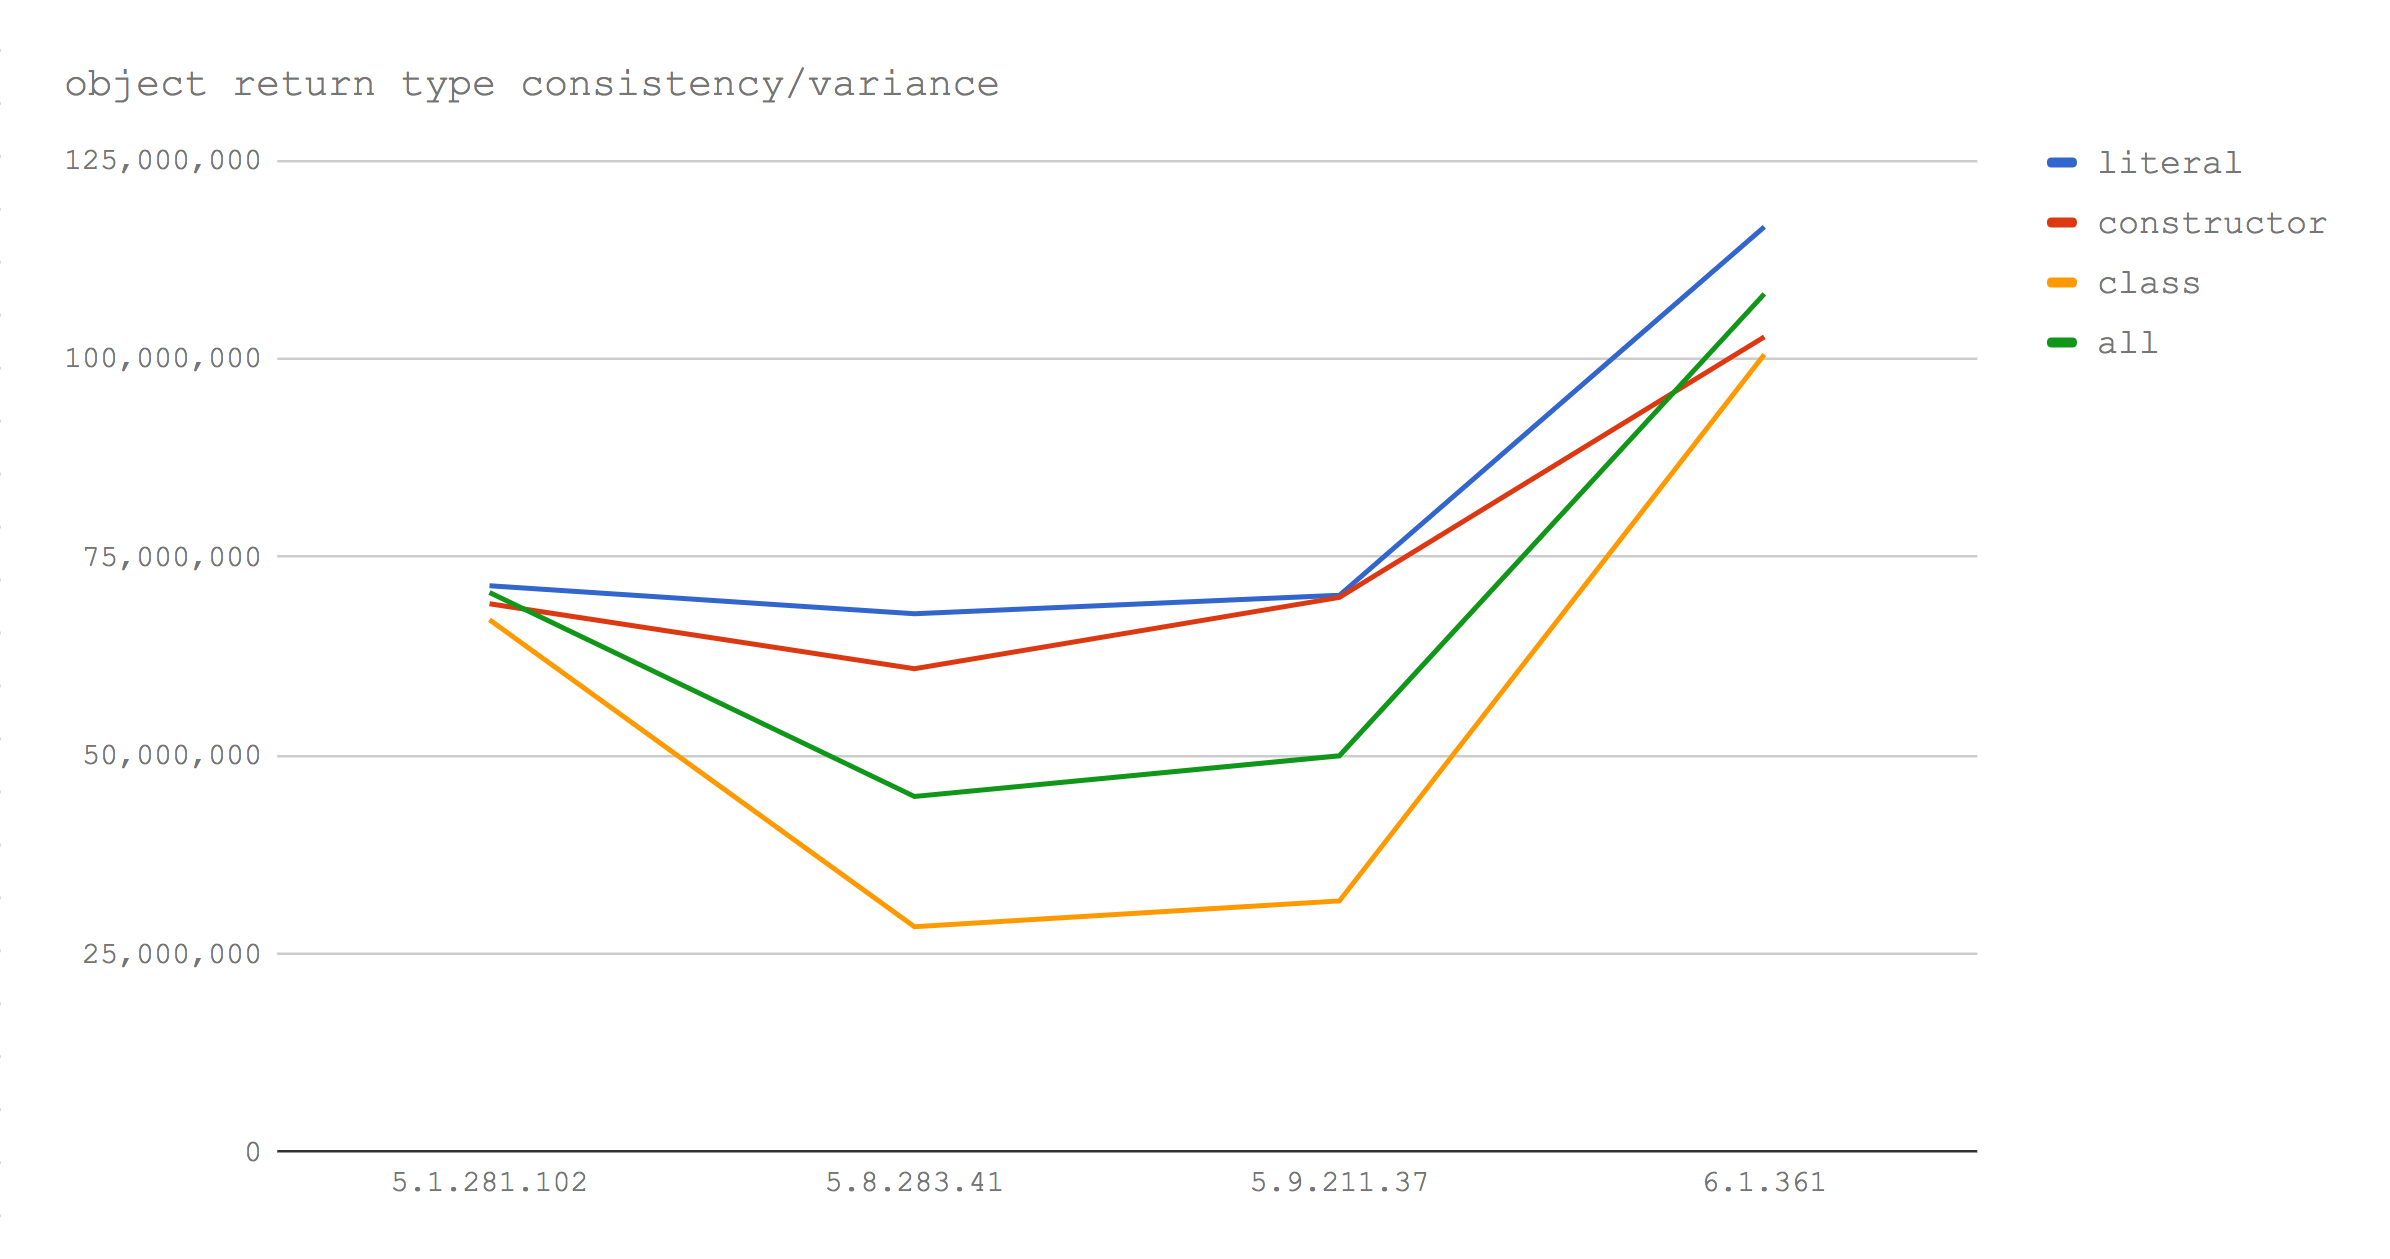 object return type consistency/variance
125,000,000
100,000,000
75,000,000
50,000,000
25,000,000
0
5.1.281.102
5.8.283.41
5.9.211.37
6.1.361
literal
constructor
class
all